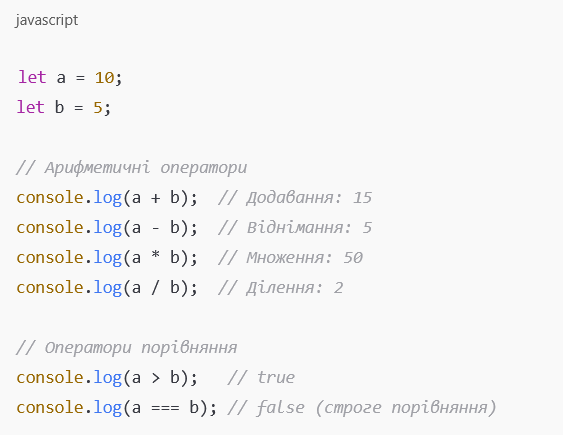 javascript
let a = 10;
let b = 5;
// Арифметичні оператори
console.log(a + b);  // Додавання: 15
console.log(a - b);  // Віднімання: 5
console.log(a * b);  // Множення: 50
console.log(a / b);  // Ділення: 2
// Оператори порівняння
console.log(a > b);   // true
console.log(a === b); // false (строге порівняння)